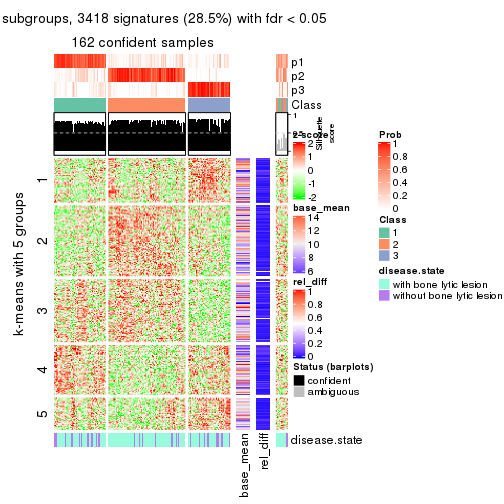 subgroups, 3418 signatures (28.5%) with fdr < 0.05
162 confident samples
p1
p2
p3
Class
1
Silhouette
score
k-means with 5 groups
1
2
3
4
5
z-score
2
1
0
-1
-2
base_mean
14
12
10
8
6
rel_diff
1
0.8
0.6
0.4
0.2
0
Status (barplots)
confident
ambiguous
Prob
1
0.8
0.6
0.4
0.2
0
Class
1
2
3
disease.state
with bone lytic lesion
without bone lytic lesion
disease.state
base_mean
rel_diff